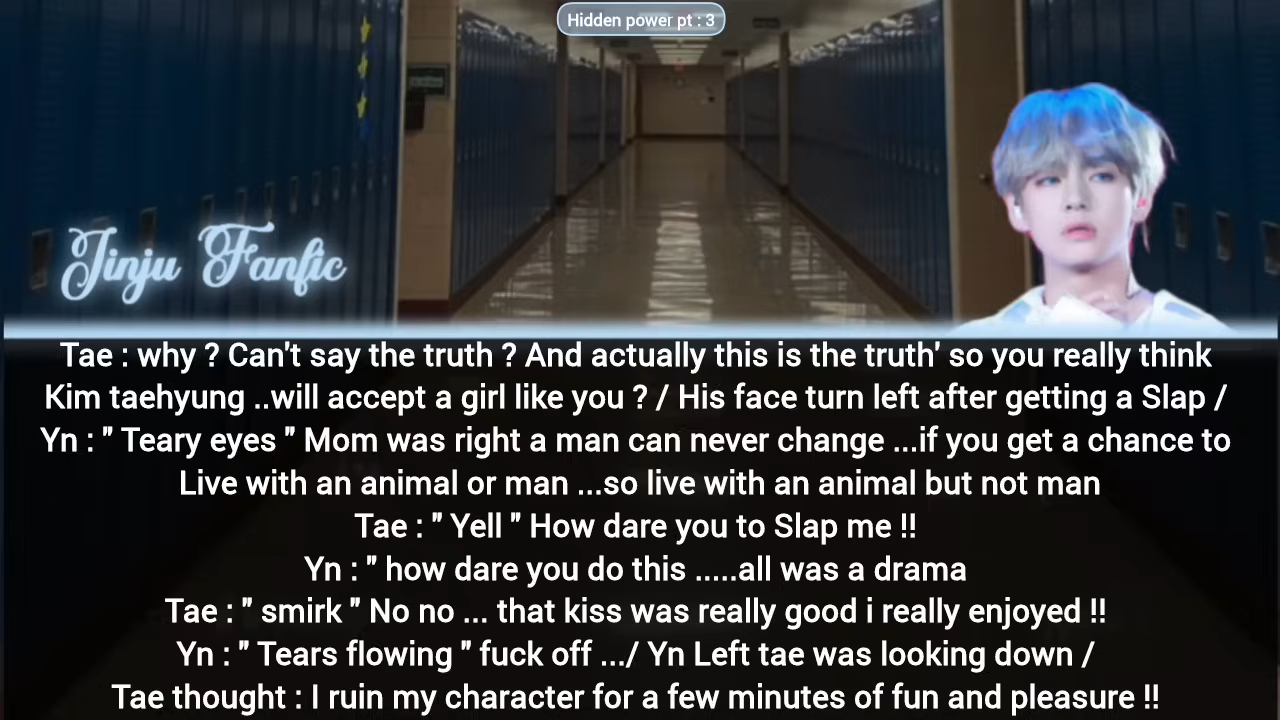 Hidden power pt : 3
Jinju Fanfic
Tae : why ? Can't say the truth ? And actually this is the truth' so you really think
Kim taehyung ..will accept a girl like you ? / His face turn left after getting a Slap /
Yn : " Teary eyes " Mom was right a man can never change ...if you get a chance to
Live with an animal or man ...so live with an animal but not man
Tae : " Yell " How dare you to Slap me !!
Yn : " how dare you do this .....all was a drama
Tae : " smirk " No no ... that kiss was really good i really enjoyed !!
Yn : " Tears flowing " fuck off .../ Yn Left tae was looking down /
Tae thought : I ruin my character for a few minutes of fun and pleasure !!